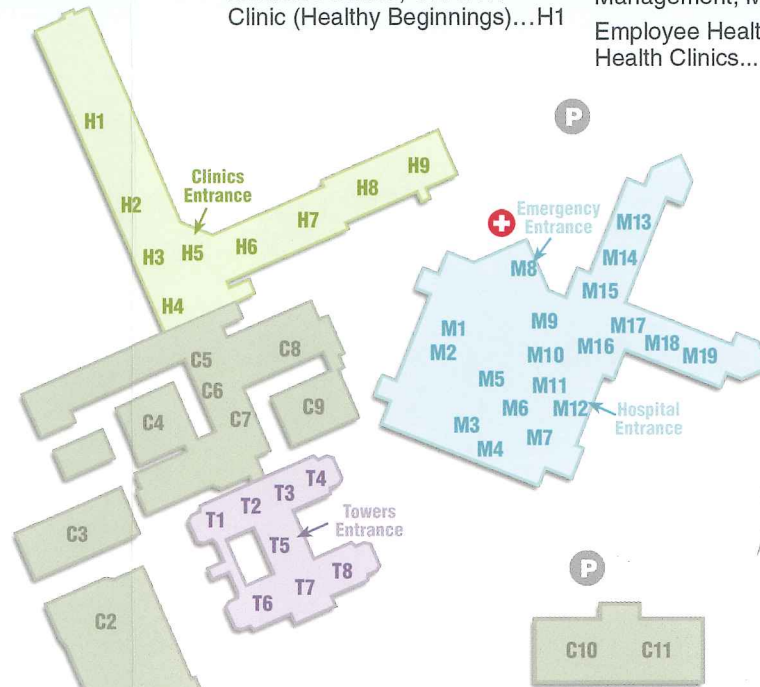 Clinic (Healthy Beginnings)...H1
Employee Healt
Health Clinics...
P
H1
H9
Clinics
Entrance
H8
H2
H7
Emergency
Entrance
M13
H3
H5
H6
M14
M8
M15
H4
M9
M17
M1
M18
M16
M19
C8
M2
M10
C5
M5
M11
C6
C9
M6
M12
Hospital
Entrance
C4
C7
M3
M7
M4
T4
T3
T2
T1
Towers
Entrance
C3
T5
T8
P
T7
T6
C2
C10
C11